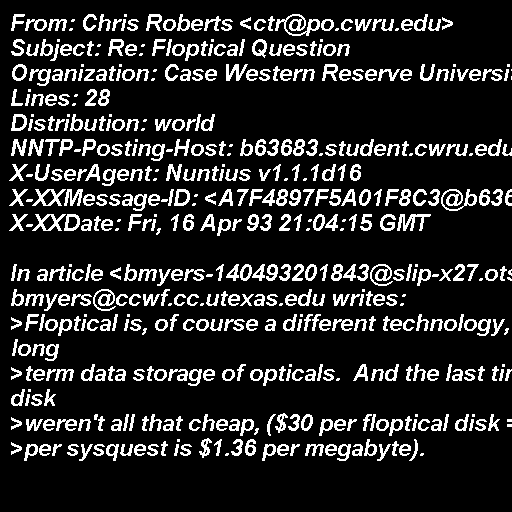 From: Chris Roberts <ctr@po.cwru.edu>
Subject: Re: Floptical Question
Organization: Case Western Reserve Universi
Lines: 28
Distribution: world
NNTP-Posting-Host: b63683.student.cwru.edu
X-UserAgent: Nuntius v1.1.1d16
X-XXMessage-ID: <A7F4897F5A01F8C3@b636
X-XXDate: Fri, 16 Apr 93 21:04:15 GMT

In article <bmyers-140493201843@slip-x27.ots
bmyers@ccwf.cc.utexas.edu writes:
>Floptical is, of course a different technology,
long
>term data storage of opticals.  And the last tin
disk
>weren't all that cheap, ($30 per floptical disk =
>per sysquest is $1.36 per megabyte).